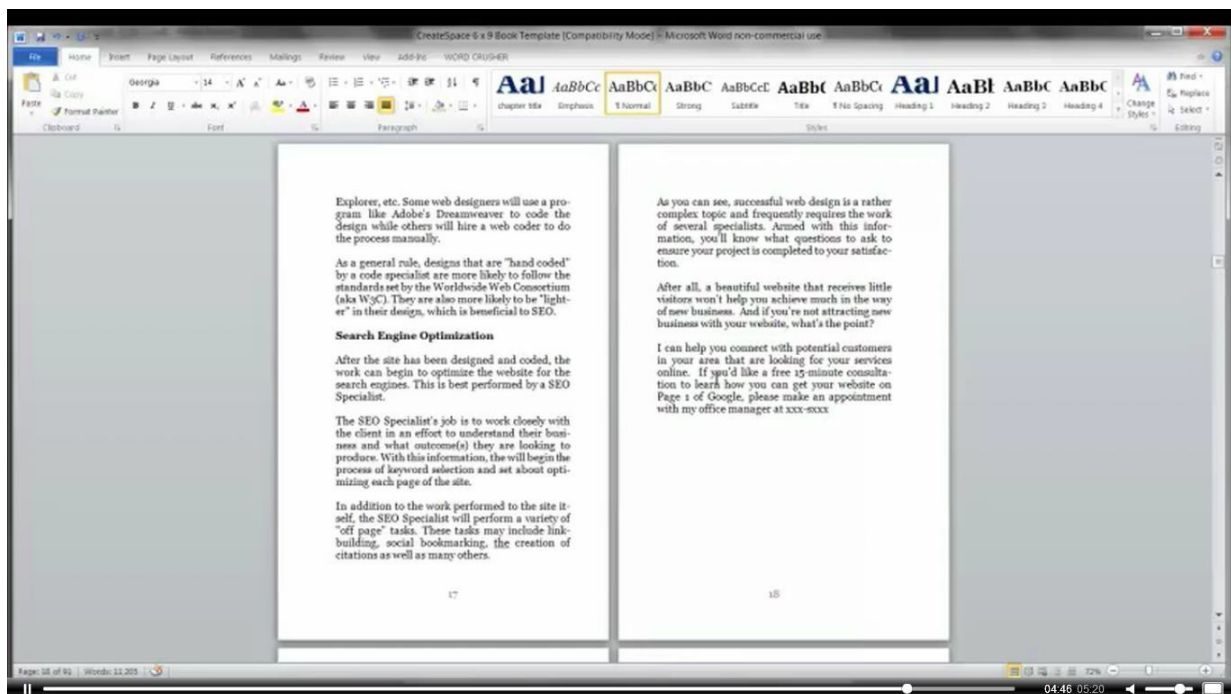 CreateSpace 6 x 9 Book Template [Compatibility Mode] - Microsoft Word non-commercial use
File Home Insert Page Layout References Mailings Review View Add-Ins WORD CRUSHER
Paste
Cut
Copy
Format Painter
Clipboard
Georgia 14
Font
Paragraph
AaI AaBbCc AaBbCc AaBbC AaBbCcD AaBb( AaBbCc AaI AaBb AaBbC AaBbC
chapter title Emphasis ¶ Normal Strong Subtitle Title ¶ No Spacing Heading 1 Heading 2 Heading 3 Heading 4
Styles
Change Styles
Find
Replace
Select
Editing
Explorer, etc. Some web designers will use a pro-
gram like Adobe's Dreamweaver to code the
design while others will hire a web coder to do
the process manually.
As a general rule, designs that are "hand coded"
by a code specialist are more likely to follow the
standards set by the Worldwide Web Consortium
(aka W3C). They are also more likely to be "light-
er" in their design, which is beneficial to SEO.
Search Engine Optimization
After the site has been designed and coded, the
work can begin to optimize the website for the
search engines. This is best performed by a SEO
Specialist.
The SEO Specialist's job is to work closely with
the client in an effort to understand their busi-
ness and what outcome(s) they are looking to
produce. With this information, the will begin the
process of keyword selection and set about opti-
mizing each page of the site.
In addition to the work performed to the site it-
self, the SEO Specialist will perform a variety of
"off page" tasks. These tasks may include link-
building, social bookmarking, the creation of
citations as well as many others.
17
As you can see, successful web design is a rather
complex topic and frequently requires the work
of several specialists. Armed with this infor-
mation, you'll know what questions to ask to
ensure your project is completed to your satisfac-
tion.
After all, a beautiful website that receives little
visitors won't help you achieve much in the way
of new business. And if you're not attracting new
business with your website, what's the point?
I can help you connect with potential customers
in your area that are looking for your services
online. If you'd like a free 15-minute consulta-
tion to learn how you can get your website on
Page 1 of Google, please make an appointment
with my office manager at xxx-sxxx
18
Page: 18 of 91 Words: 11,205
72%
04:46 05:20